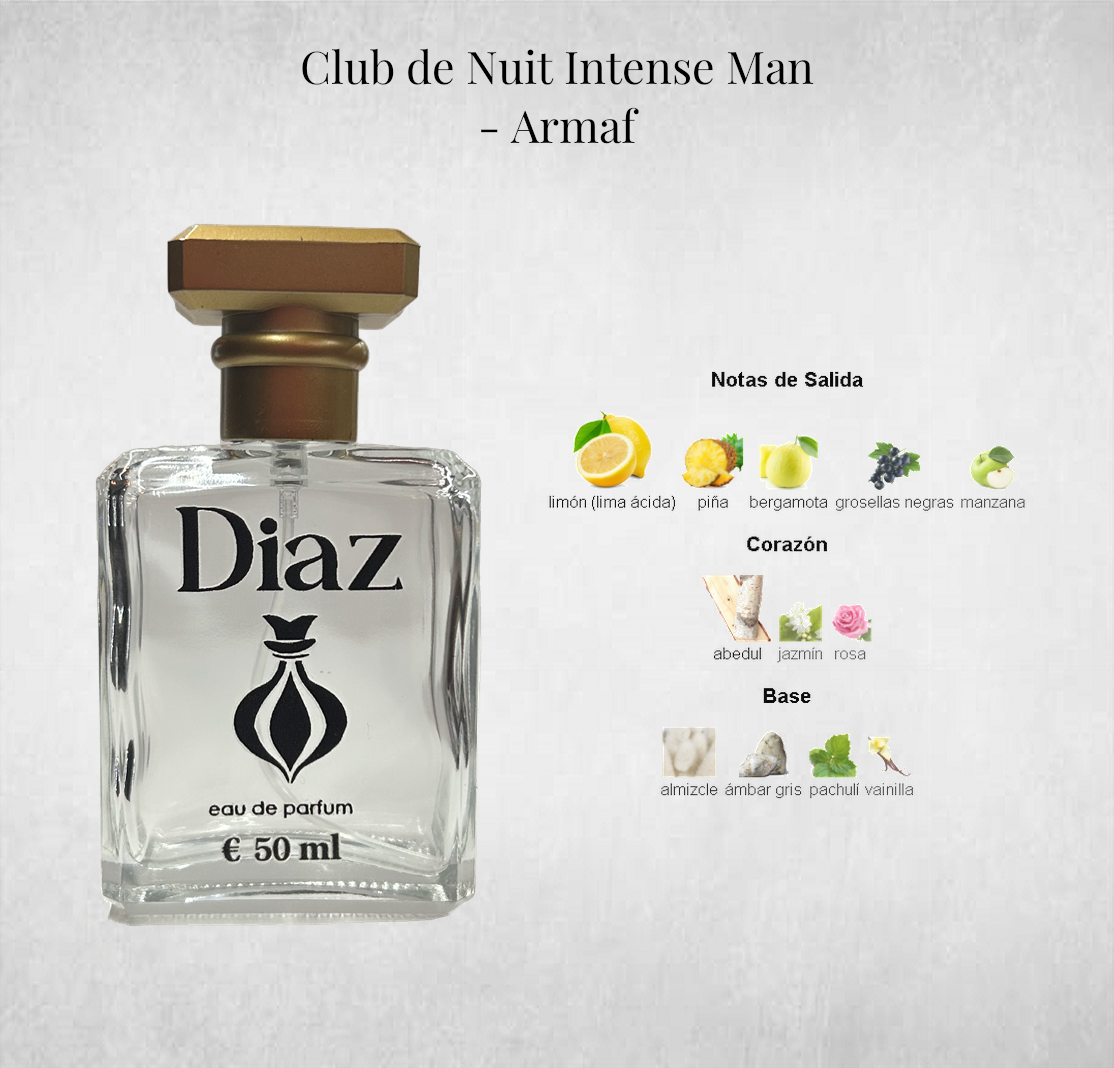 Club de Nuit Intense Man
- Armaf
Diaz
eau de parfum
€ 50 ml
Notas de Salida
limón (lima ácida) piña bergamota grosellas negras manzana
Corazón
abedul jazmín rosa
Base
almizcle ámbar gris pachulí vainilla